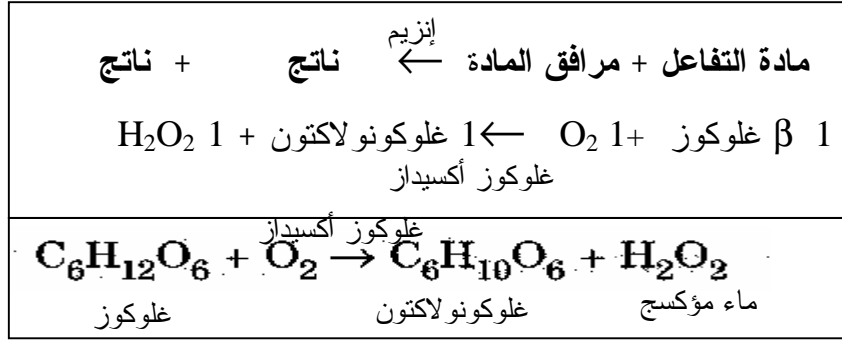 إنزيم
مادة التفاعل + مرافق المادة ← ناتج + ناتج
1 β غلوكوز +1 O₂ ←1 غلوكونولاكتون + 1 H₂O₂
غلوكوز أكسيداز
غلوكوز أكسيداز
C₆H₁₂O₆ + O₂ → C₆H₁₀O₆ + H₂O₂
غلوكوز غلوكونولاكتون ماء مؤكسج